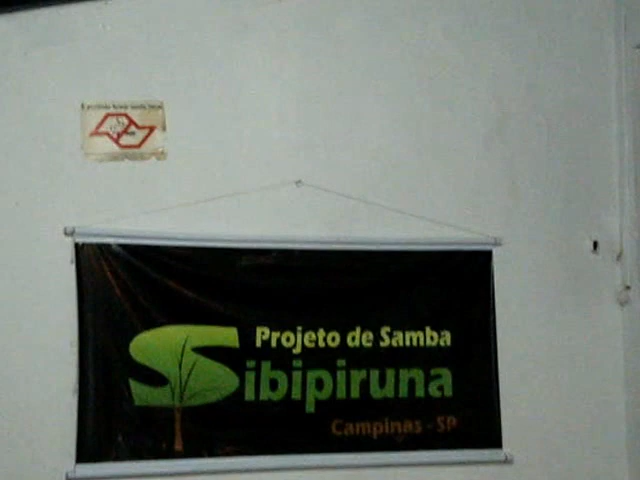 Projeto de Samba
Sibipiruna
Campinas - SP